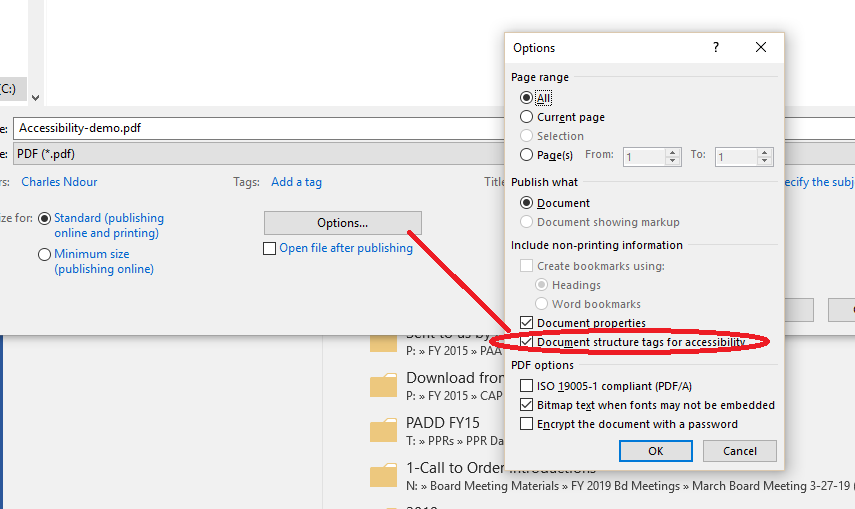 (C:)
e: Accessibility-demo.pdf
e: PDF (*.pdf)
rs: Charles Ndour Tags: Add a tag Title ecify the subj
ize for: Standard (publishing
online and printing)
Minimum size
(publishing online)
Options...
Open file after publishing
Options ? 
Page range
All
Current page
Selection
Page(s) From: 1 To: 1
Publish what
Document
Document showing markup
Include non-printing information
Create bookmarks using:
Headings
Word bookmarks
Document properties
Document structure tags for accessibility
PDF options
ISO 19005-1 compliant (PDF/A)
Bitmap text when fonts may not be embedded
Encrypt the document with a password
OK Cancel
Sent to us by
P: » FY 2015 » PAA
Download from
P: » FY 2015 » CAP
PADD FY15
T: » PPRs » PPR Da
1-Call to Order Introductions
N: » Board Meeting Materials » FY 2019 Bd Meetings » March Board Meeting 3-27-19 (